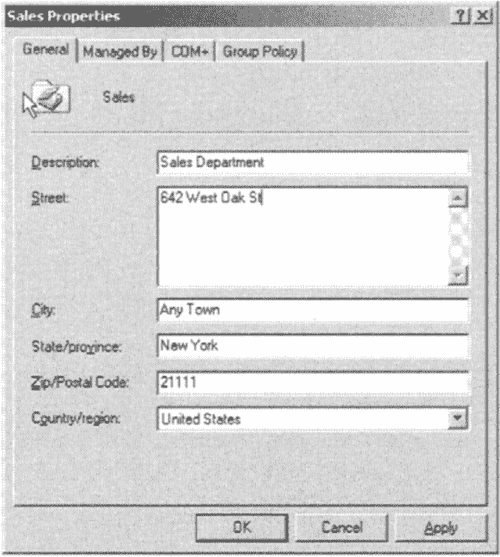 Sales Properties
General Managed By COM+ Group Policy
Sales
Description: Sales Department
Street: 642 West Oak St
City: Any Town
State/province: New York
Zip/Postal Code: 21111
Country/region: United States
OK Cancel Apply